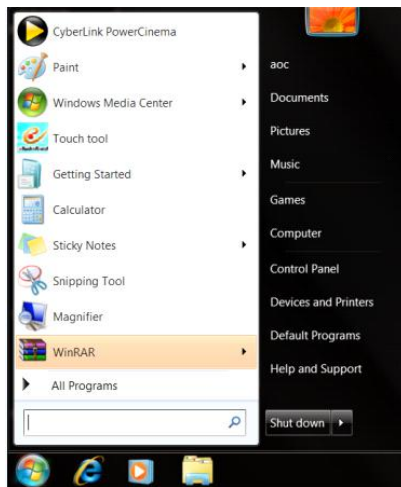 CyberLink PowerCinema
Paint
Windows Media Center
Touch tool
Getting Started
Calculator
Sticky Notes
Snipping Tool
Magnifier
WinRAR
All Programs
aoc
Documents
Pictures
Music
Games
Computer
Control Panel
Devices and Printers
Default Programs
Help and Support
Shut down